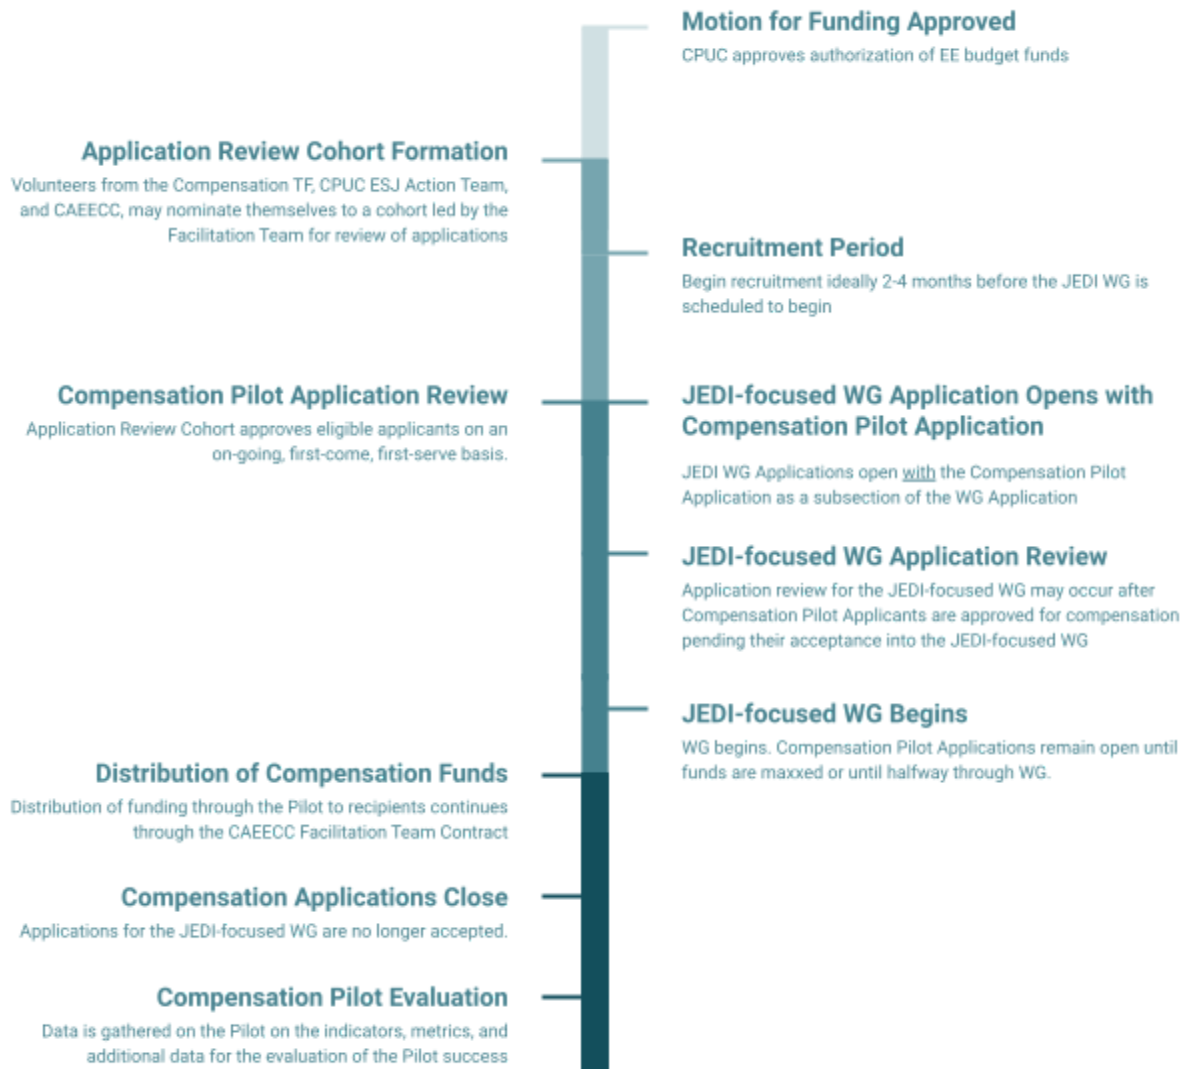 Motion for Funding Approved
CPUC approves authorization of EE budget funds
Application Review Cohort Formation
Volunteers from the Compensation TF, CPUC ESJ Action Team,
and CAEECC, may nominate themselves to a cohort led by the
Facilitation Team for review of applications
Recruitment Period
Begin recruitment ideally 2-4 months before the JEDI WG is
scheduled to begin
Compensation Pilot Application Review
Application Review Cohort approves eligible applicants on an
on-going, first-come, first-serve basis.
JEDI-focused WG Application Opens with
Compensation Pilot Application
JEDI WG Applications open with the Compensation Pilot
Application as a subsection of the WG Application
JEDI-focused WG Application Review
Application review for the JEDI-focused WG may occur after
Compensation Pilot Applicants are approved for compensation
pending their acceptance into the JEDI-focused WG
JEDI-focused WG Begins
WG begins. Compensation Pilot Applications remain open until
funds are maxxed or until halfway through WG.
Distribution of Compensation Funds
Distribution of funding through the Pilot to recipients continues
through the CAEECC Facilitation Team Contract
Compensation Applications Close
Applications for the JEDI-focused WG are no longer accepted.
Compensation Pilot Evaluation
Data is gathered on the Pilot on the indicators, metrics, and
additional data for the evaluation of the Pilot success